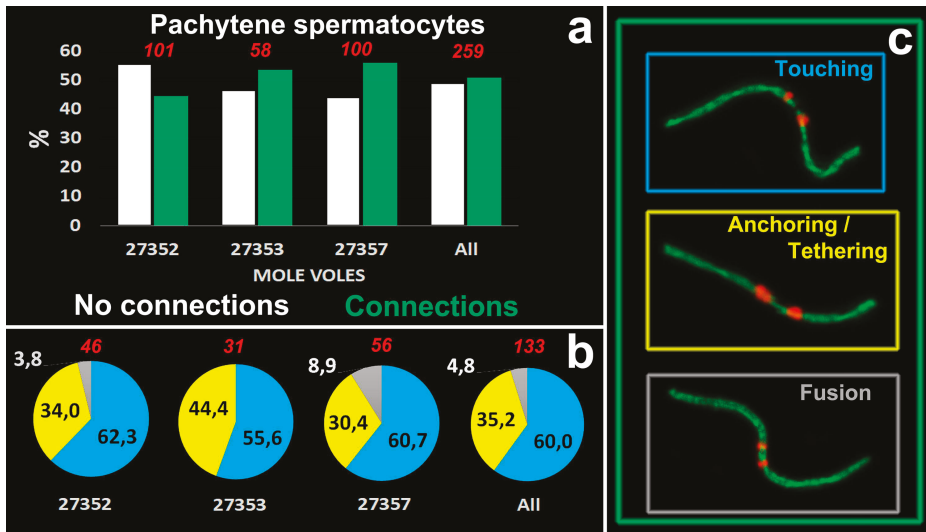 Pachytene spermatocytes
a
60
50
40
30
20
10
0
%
101
58
100
259
27352
27353
27357
All
MOLE VOLES
No connections
Connections
b
46
31
56
133
3,8
34,0
62,3
44,4
55,6
8,9
30,4
60,7
4,8
35,2
60,0
27352
27353
27357
All
c
Touching
Anchoring /
Tethering
Fusion